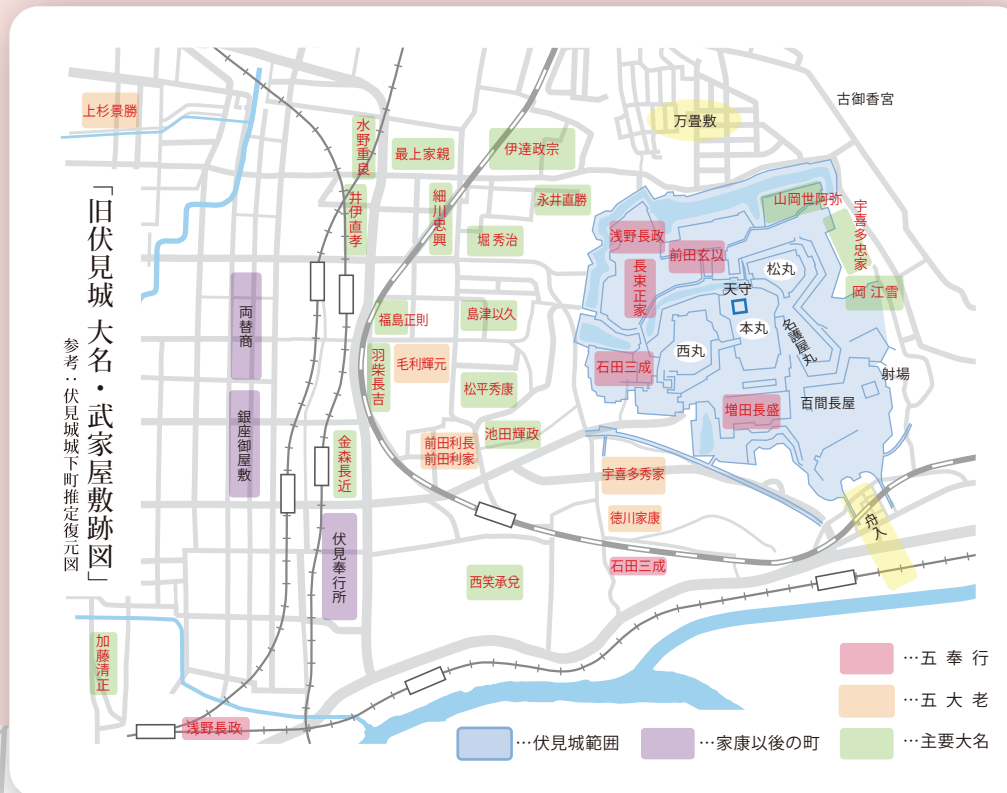 「旧伏見城 大名・武家屋敷跡図」
参考：伏見城城下町推定復元図
上杉景勝
水野重良
最上家親
伊達政宗
万畳敷
古御香宮
井伊直孝
細川忠興
永井直勝
堀 秀治
山岡世阿弥
宇喜多忠家
浅野長政
前田玄以
長束正家
松丸
天守
岡 江雪
両替商
福島正則
島津以久
本丸
名護屋丸
西丸
羽柴長吉
毛利輝元
石田三成
射場
松平秀康
増田長盛
百間長屋
銀座御屋敷
金森長近
前田利長
前田利家
池田輝政
宇喜多秀家
徳川家康
舟入
伏見奉行所
石田三成
西笑承兌
加藤清正
浅野長政
…五 奉 行
…五 大 老
…主要大名
…伏見城範囲
…家康以後の町